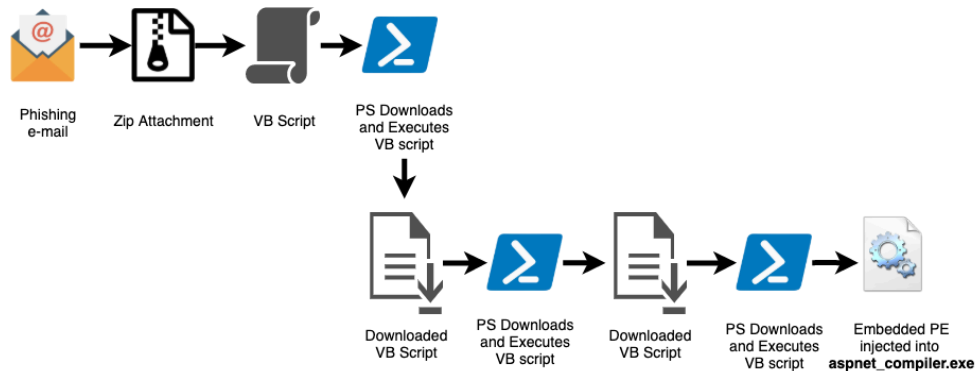 @
Phishing
e-mail
Zip Attachment
VB Script
PS Downloads
and Executes
VB script
Downloaded
VB Script
PS Downloads
and Executes
VB script
Downloaded
VB Script
PS Downloads
and Executes
VB script
Embedded PE
injected into
aspnet_compiler.exe